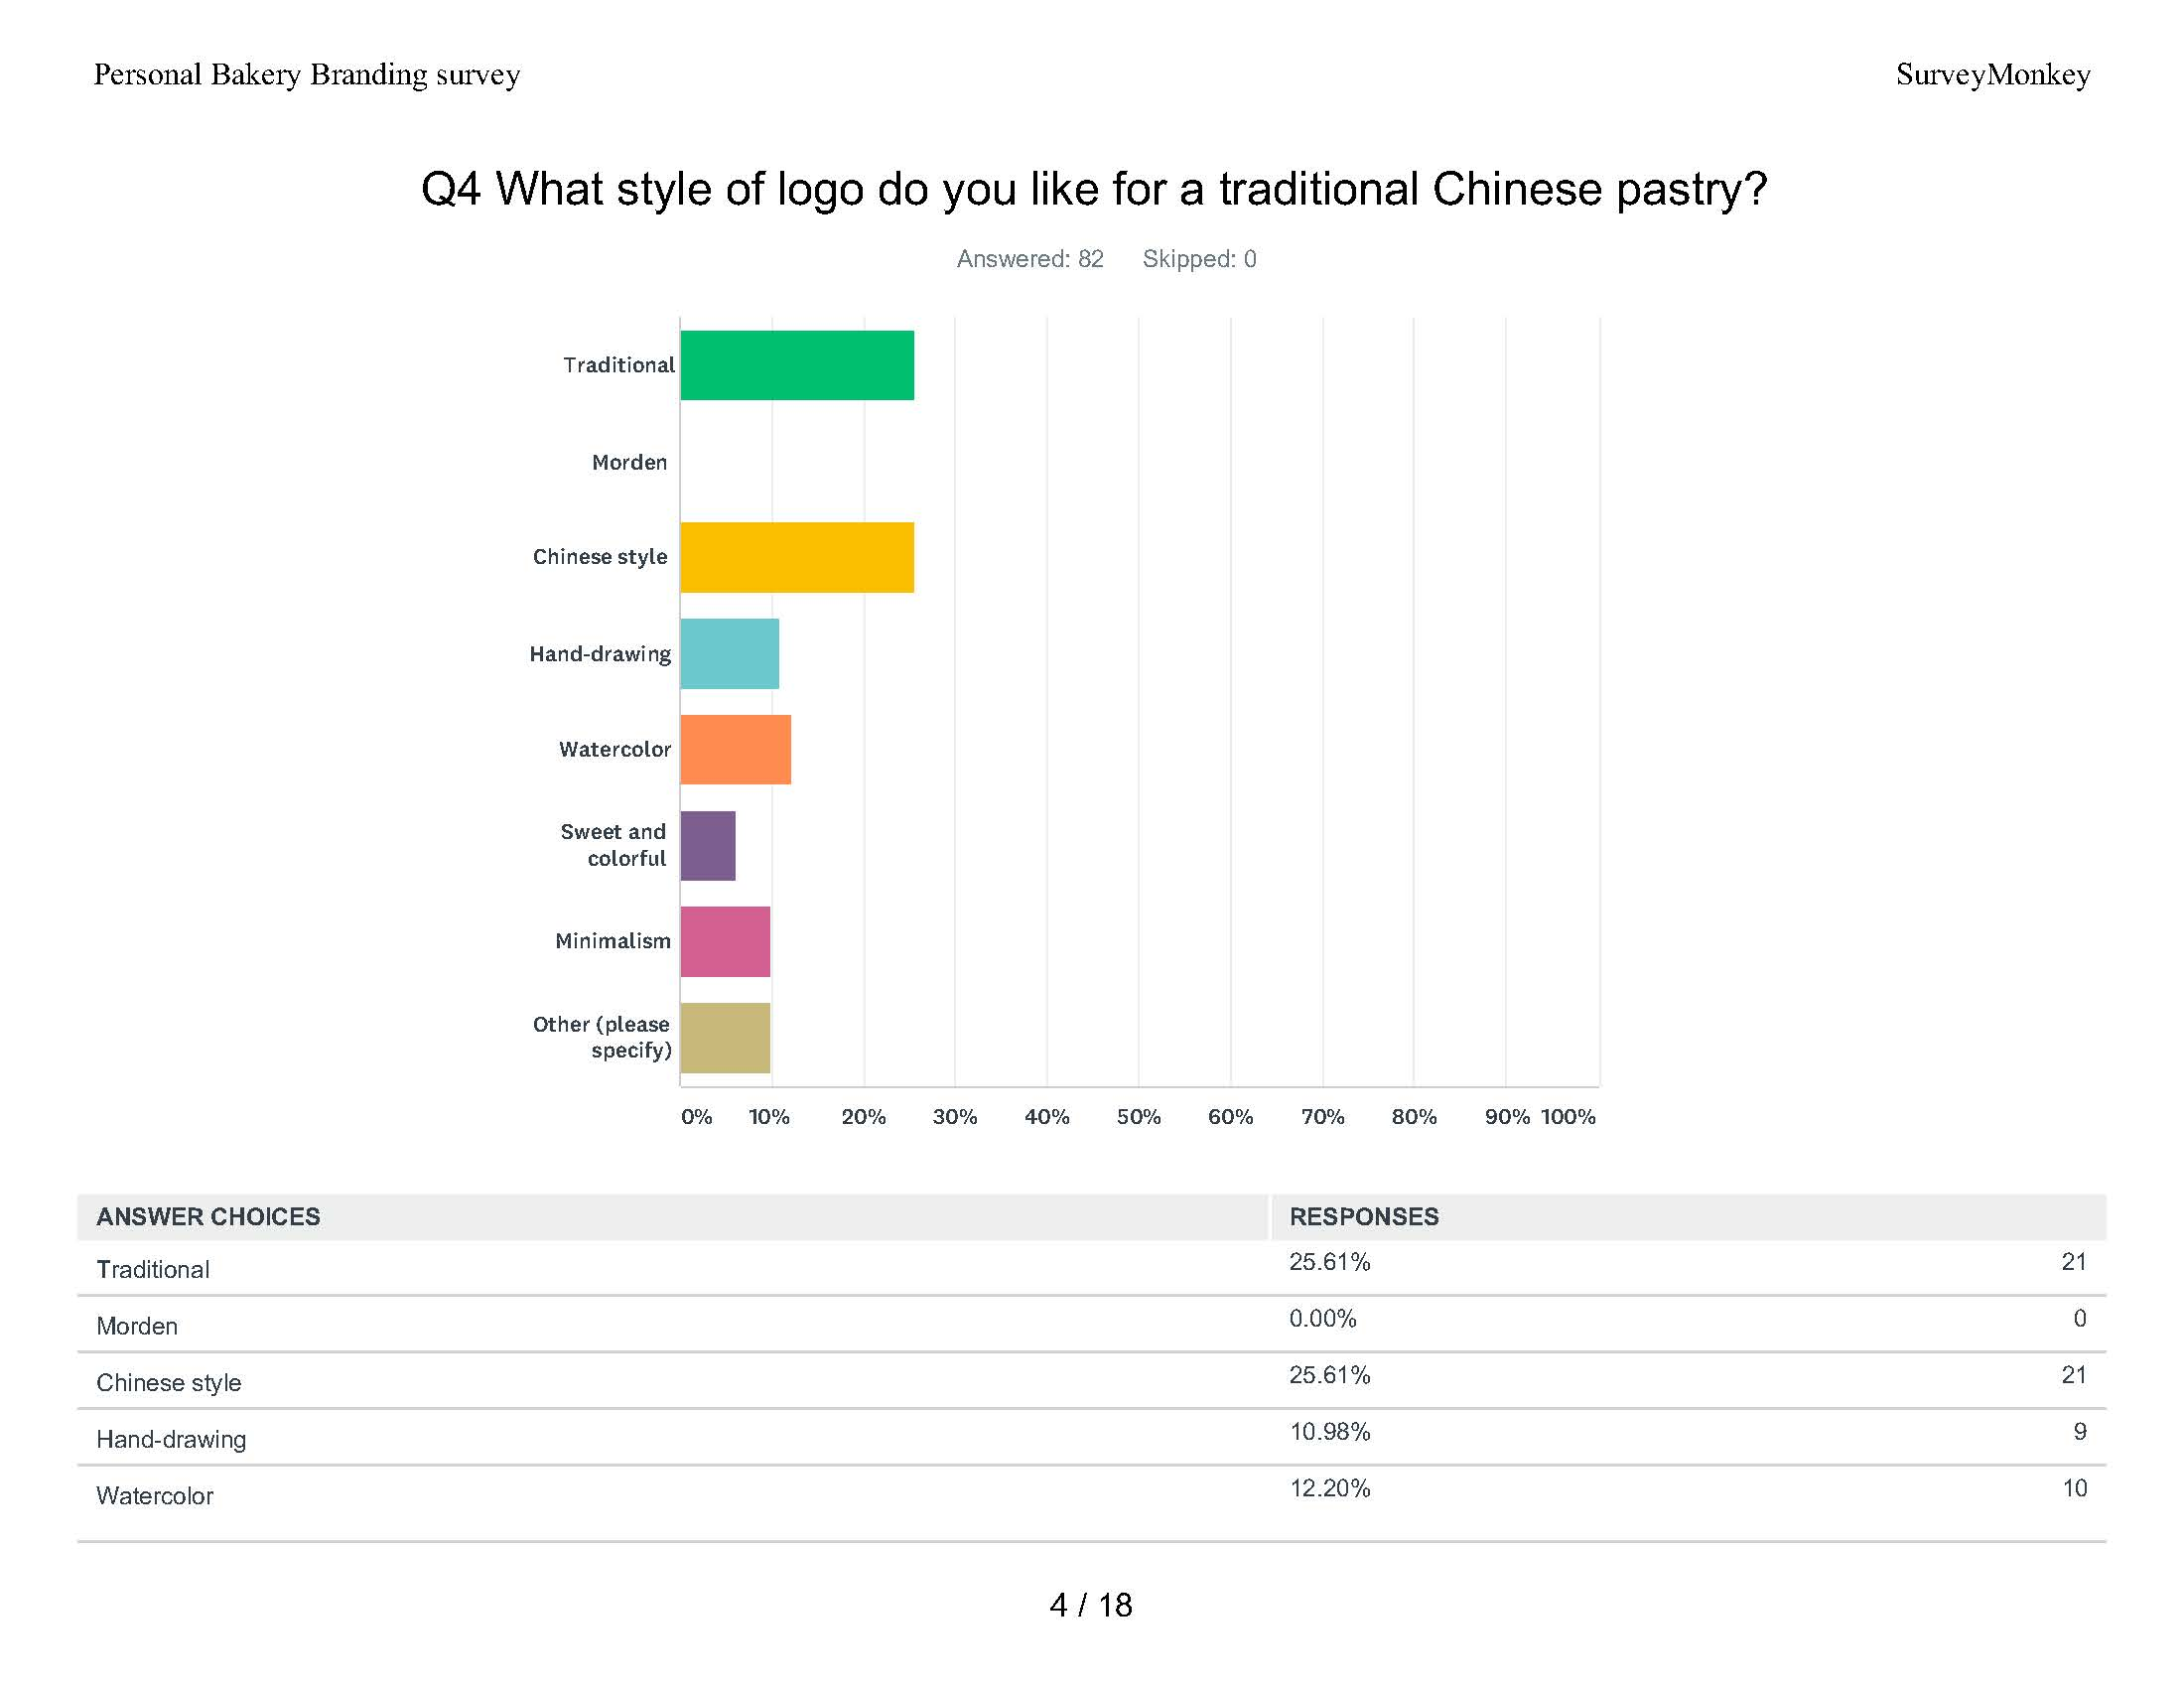 Personal Bakery Branding survey SurveyMonkey
Q4 What style of logo do you like for a traditional Chinese pastry?
Answered: 82 Skipped: 0
Traditional
Morden
Chinese style
Hand-drawing
Watercolor
Sweet and
colorful
Minimalism
Other (please
specify)
0% 10% 20% 30% 40% 50% 60% 70% 80% 90% 100%
ANSWER CHOICES RESPONSES
Traditional 25.61% 21
Morden 0.00% 0
Chinese style 25.61% 21
Hand-drawing 10.98% 9
Watercolor 12.20% 10
4 / 18